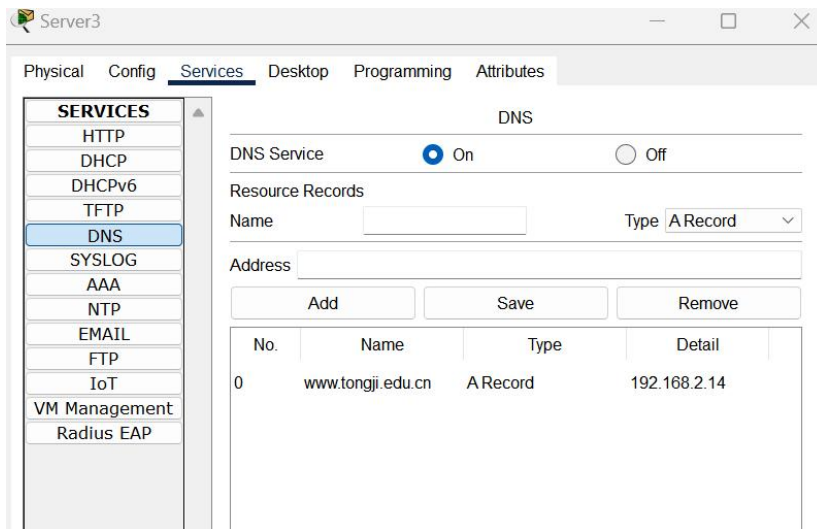 Server3
Physical Config Services Desktop Programming Attributes
SERVICES
HTTP
DHCP
DHCPv6
TFTP
DNS
SYSLOG
AAA
NTP
EMAIL
FTP
IoT
VM Management
Radius EAP
DNS
DNS Service On Off
Resource Records
Name Type A Record
Address
Add Save Remove
No. Name Type Detail
0 www.tongji.edu.cn A Record 192.168.2.14